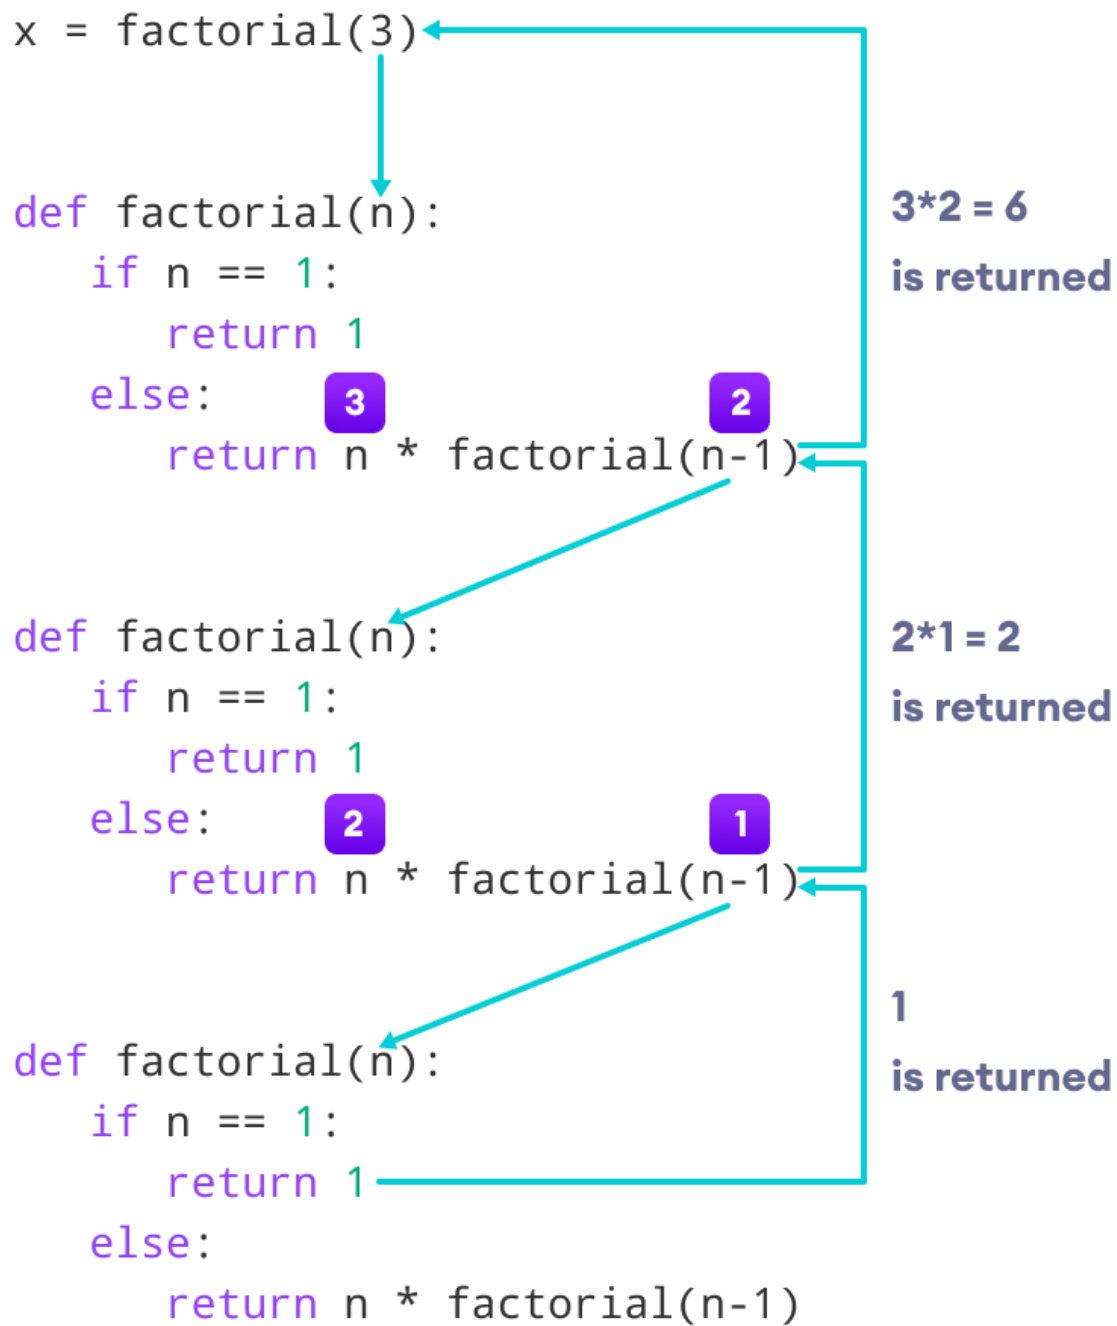 x = factorial(3)
def factorial(n):
3*2 = 6
if n == 1:
is returned
return 1
else:
3
2
return n * factorial(n-1)
def factorial(n):
2*1 = 2
if n == 1:
is returned
return 1
else:
2
1
return n * factorial(n-1)
1
def factorial(n):
is returned
if n == 1:
return 1
else:
return n * factorial(n-1)